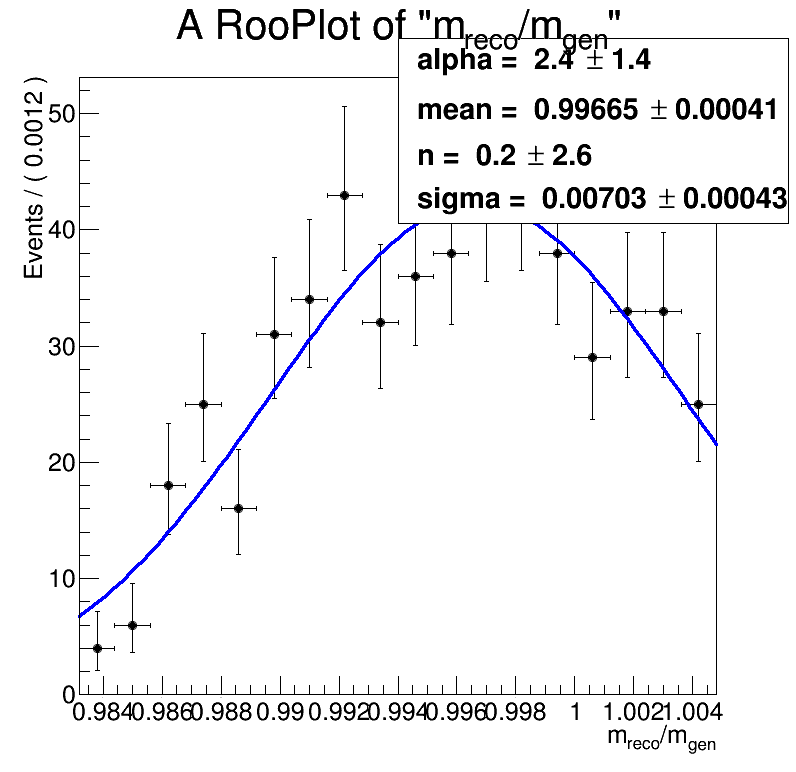 A RooPlot of "m_reco/m_gen"
alpha = 2.4 ± 1.4
mean = 0.99665 ± 0.00041
n = 0.2 ± 2.6
sigma = 0.00703 ± 0.00043
Events / ( 0.0012 )
50
40
30
20
10
0
0.984 0.986 0.988 0.99 0.992 0.994 0.996 0.998 1 1.002 1.004
m_reco/m_gen